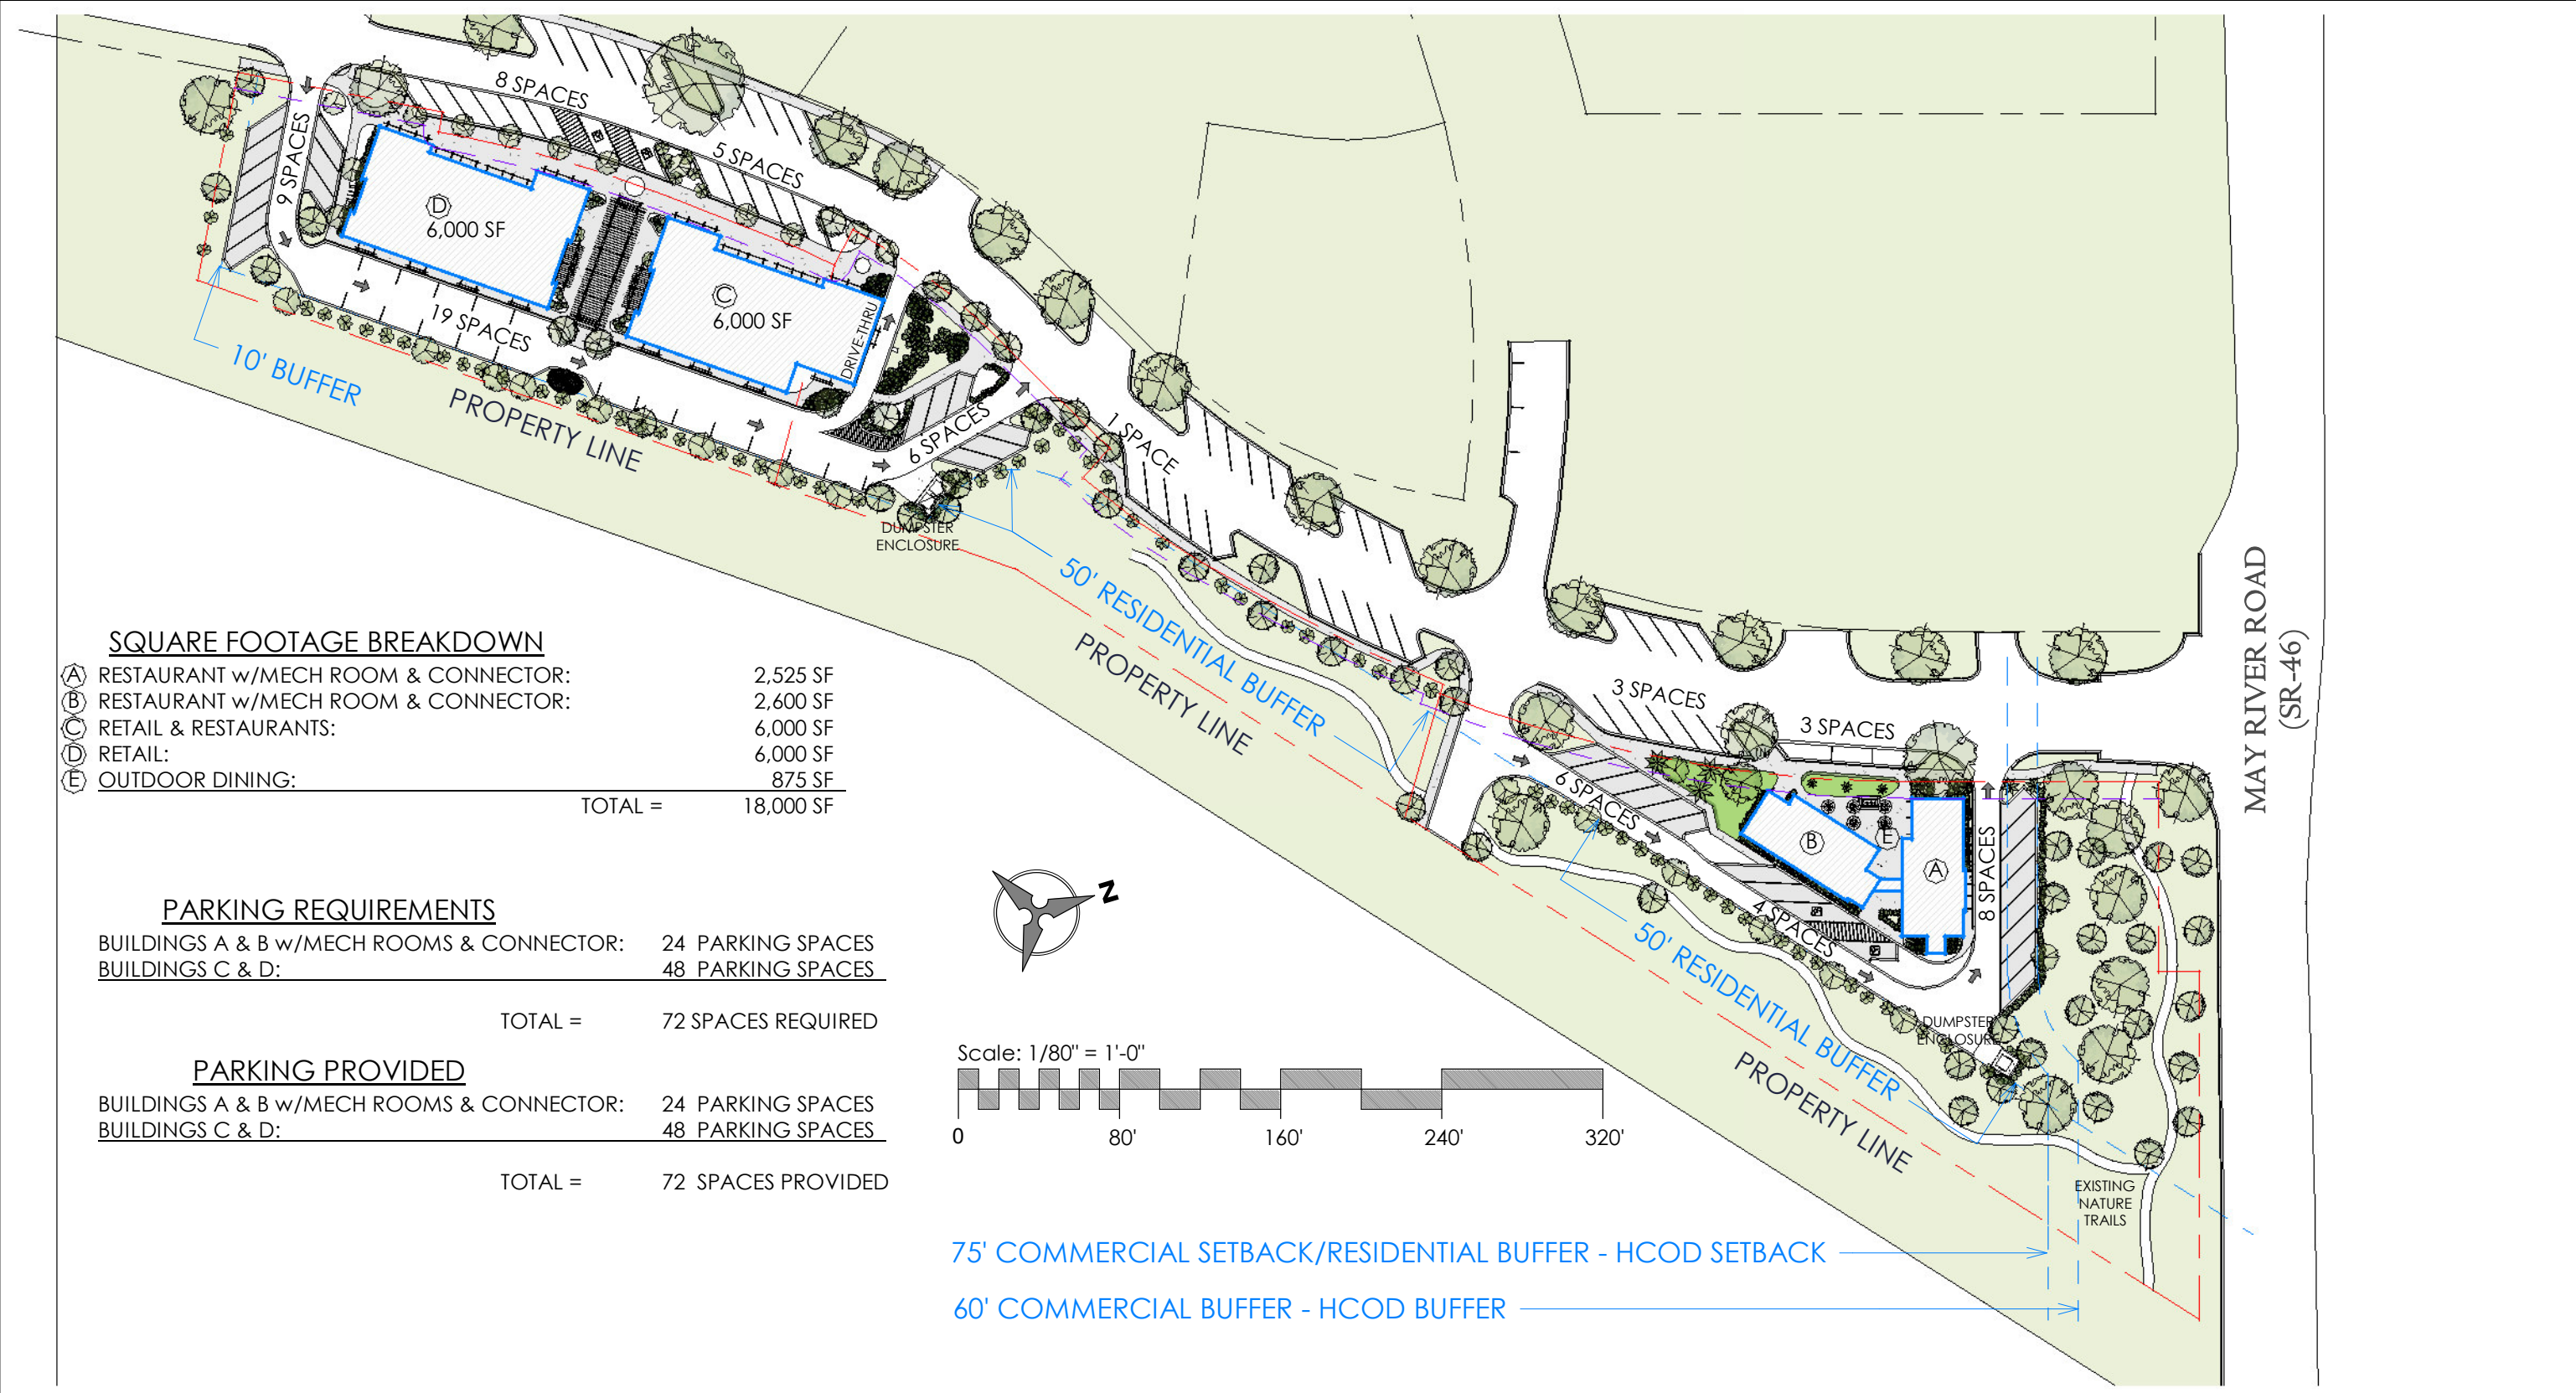 8 SPACES
9 SPACES
5 SPACES
D
6,000 SF
C
6,000 SF
DRIVE-THRU
19 SPACES
10' BUFFER
PROPERTY LINE
6 SPACES
1 SPACE
DUMPSTER
ENCLOSURE
50' RESIDENTIAL BUFFER
PROPERTY LINE
MAY RIVER ROAD
(SR-46)
3 SPACES
3 SPACES
6 SPACES
B
E
A
8 SPACES
4 SPACES
50' RESIDENTIAL BUFFER
PROPERTY LINE
DUMPSTER
ENCLOSURE
EXISTING
NATURE
TRAILS
SQUARE FOOTAGE BREAKDOWN
A RESTAURANT w/MECH ROOM & CONNECTOR: 2,525 SF
B RESTAURANT w/MECH ROOM & CONNECTOR: 2,600 SF
C RETAIL & RESTAURANTS: 6,000 SF
D RETAIL: 6,000 SF
E OUTDOOR DINING: 875 SF
TOTAL = 18,000 SF
PARKING REQUIREMENTS
BUILDINGS A & B w/MECH ROOMS & CONNECTOR: 24 PARKING SPACES
BUILDINGS C & D: 48 PARKING SPACES
TOTAL = 72 SPACES REQUIRED
PARKING PROVIDED
BUILDINGS A & B w/MECH ROOMS & CONNECTOR: 24 PARKING SPACES
BUILDINGS C & D: 48 PARKING SPACES
TOTAL = 72 SPACES PROVIDED
N
Scale: 1/80" = 1'-0"
0 80' 160' 240' 320'
75' COMMERCIAL SETBACK/RESIDENTIAL BUFFER - HCOD SETBACK
60' COMMERCIAL BUFFER - HCOD BUFFER